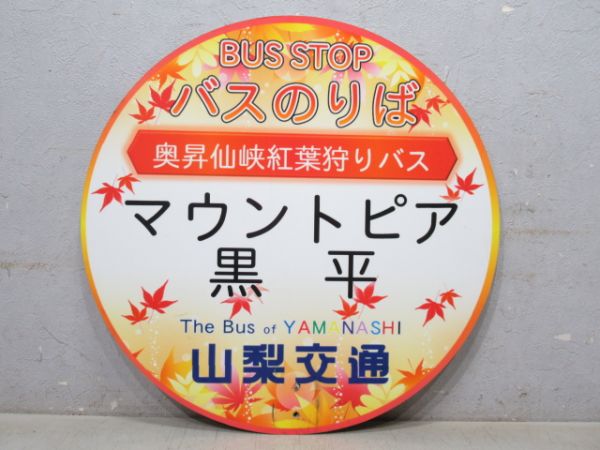 BUS STOP
バスのりば
奥昇仙峡紅葉狩りバス
マウントピア
黒 平
The Bus of YAMANASHI
山梨交通